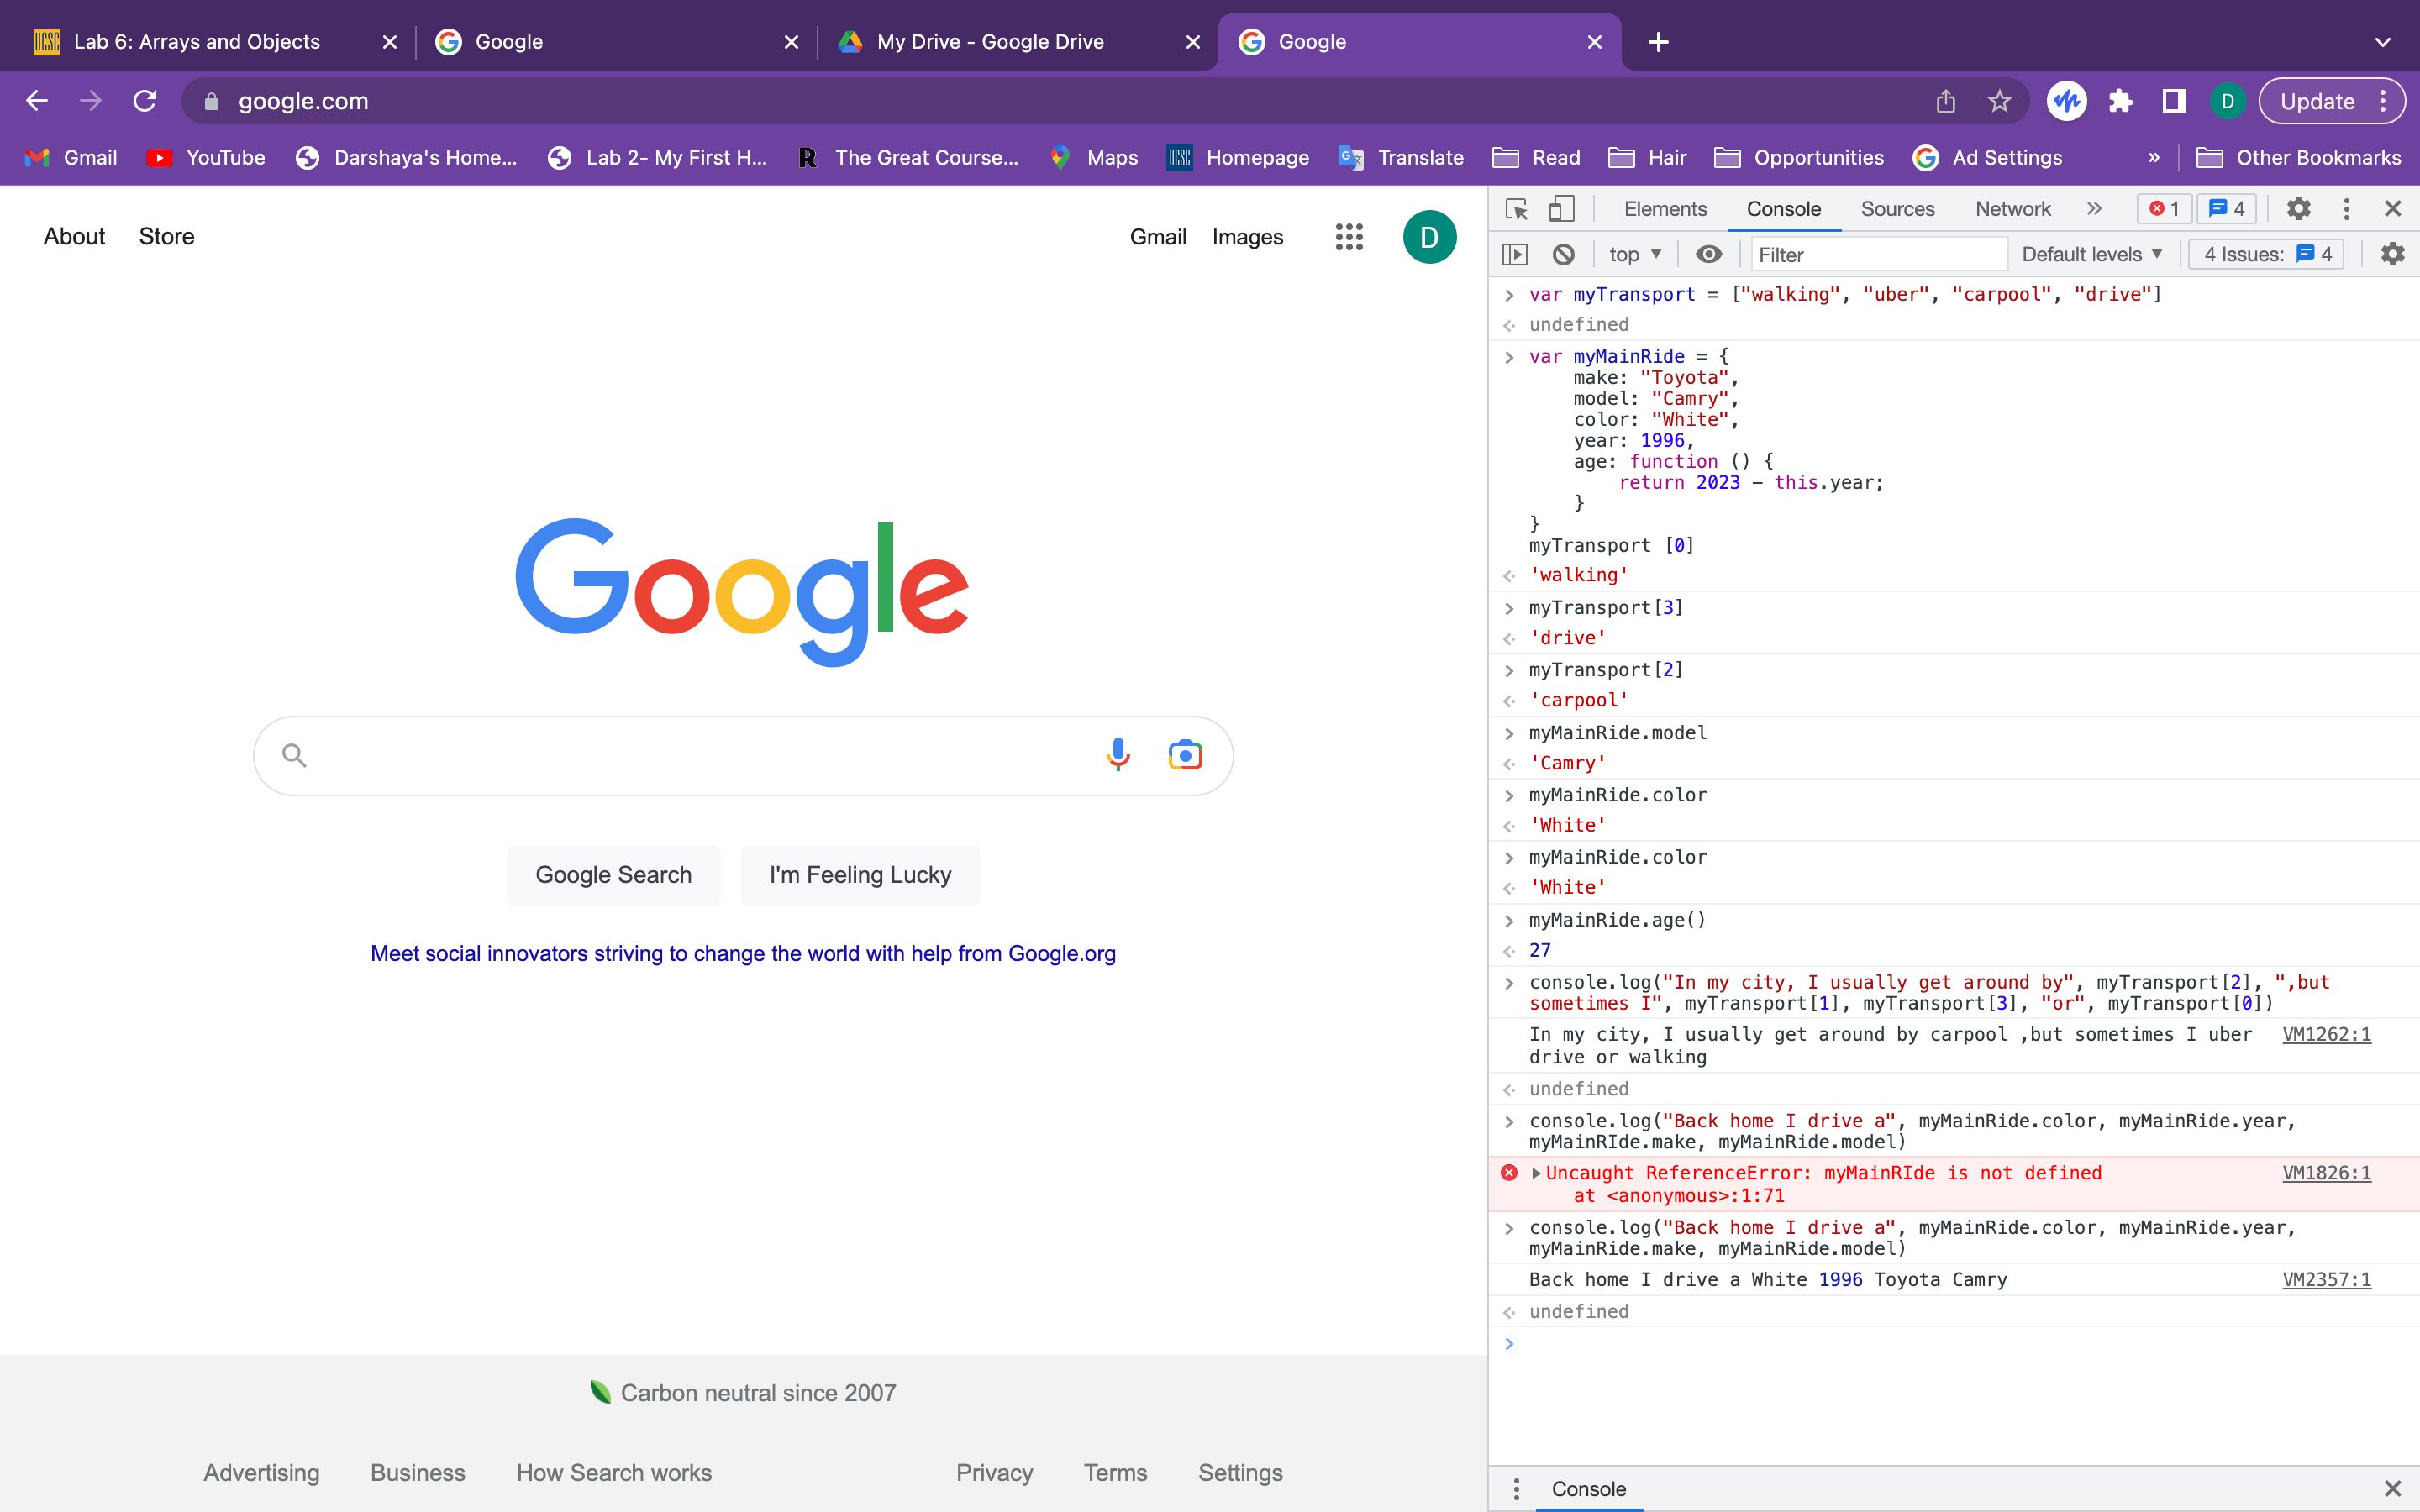 Lab 6: Arrays and Objects
Google
My Drive - Google Drive
Google
google.com
D
Update
Gmail
YouTube
Darshaya's Home...
Lab 2- My First H...
The Great Course...
Maps
UCSC
Homepage
Translate
Read
Hair
Opportunities
Ad Settings
»
Other Bookmarks
About
Store
Gmail
Images
D
Google
Google Search
I'm Feeling Lucky
Meet social innovators striving to change the world with help from Google.org
Carbon neutral since 2007
Advertising
Business
How Search works
Privacy
Terms
Settings
Elements
Console
Sources
Network
»
1
4
top
Filter
Default levels
4 Issues:
4
var myTransport = ["walking", "uber", "carpool", "drive"]
undefined
var myMainRide = {
make: "Toyota",
model: "Camry",
color: "White",
year: 1996,
age: function () {
return 2023 – this.year;
}
}
myTransport [0]
'walking'
myTransport[3]
'drive'
myTransport[2]
'carpool'
myMainRide.model
'Camry'
myMainRide.color
'White'
myMainRide.color
'White'
myMainRide.age()
27
console.log("In my city, I usually get around by", myTransport[2], ",but
sometimes I", myTransport[1], myTransport[3], "or", myTransport[0])
In my city, I usually get around by carpool ,but sometimes I uber VM1262:1
drive or walking
undefined
console.log("Back home I drive a", myMainRide.color, myMainRide.year,
myMainRIde.make, myMainRide.model)
Uncaught ReferenceError: myMainRIde is not defined VM1826:1
at <anonymous>:1:71
console.log("Back home I drive a", myMainRide.color, myMainRide.year,
myMainRide.make, myMainRide.model)
Back home I drive a White 1996 Toyota Camry VM2357:1
undefined
Console